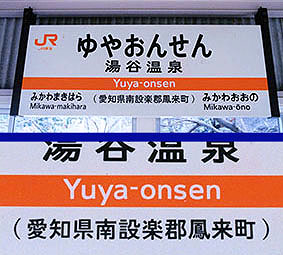 JR
ゆやおんせん
湯谷温泉
Yuya-onsen
みかわまきはら
Mikawa-makihara
(愛知県南設楽郡鳳来町)
みかわおおの
Mikawa-ōno
湯谷温泉
Yuya-onsen
(愛知県南設楽郡鳳来町)